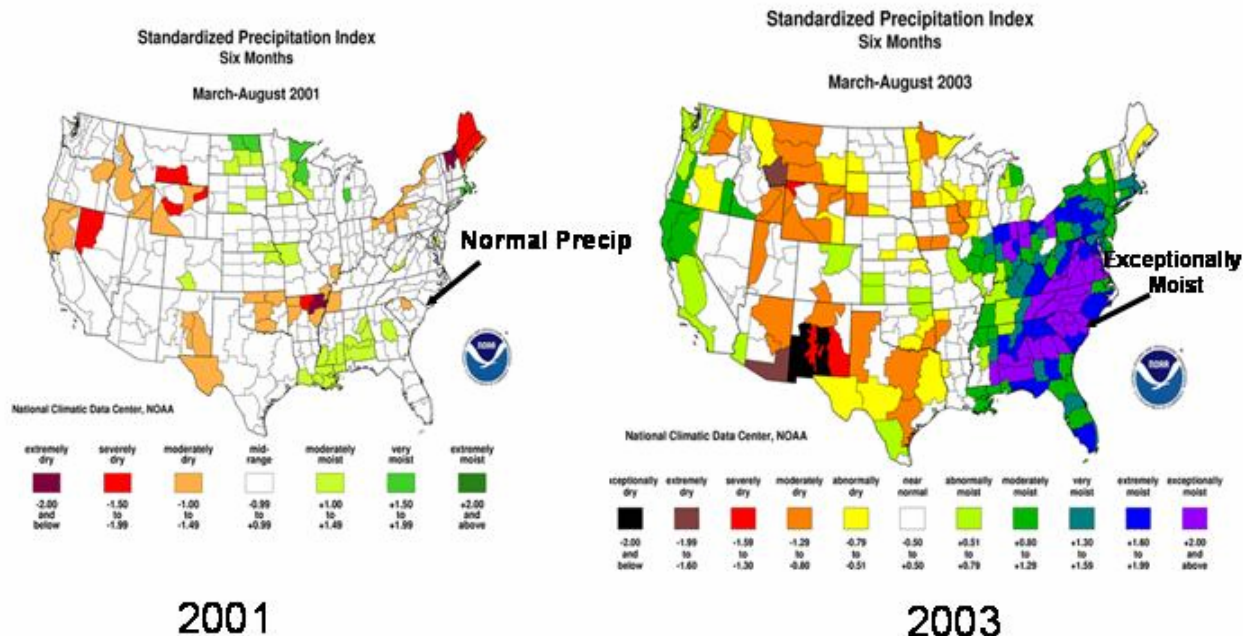 Standardized Precipitation Index
Six Months
March-August 2001
Normal Precip
NOAA
National Climatic Data Center, NOAA
extremely dry
severely dry
moderately dry
mid-range
moderately moist
very moist
extremely moist
-2.00 and below
-1.50 to -1.99
-1.00 to -1.49
-0.99 to +0.99
+1.00 to +1.49
+1.50 to +1.99
+2.00 and above
2001
Standardized Precipitation Index
Six Months
March-August 2003
Exceptionally
Moist
NOAA
National Climatic Data Center, NOAA
xceptionally dry
extremely dry
severely dry
moderately dry
abnormally dry
near normal
abnormally moist
moderately moist
very moist
extremely moist
exceptionally moist
-2.00 and below
-1.99 to -1.60
-1.59 to -1.30
-1.29 to -0.80
-0.79 to -0.51
-0.50 to +0.50
+0.51 to +0.79
+0.80 to +1.29
+1.30 to +1.59
+1.60 to +1.99
+2.00 and above
2003